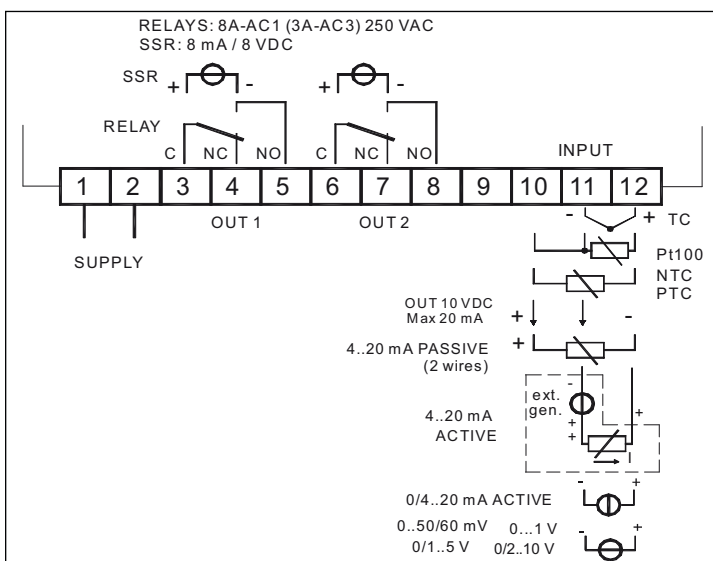 RELAYS: 8A-AC1 (3A-AC3) 250 VAC
SSR: 8 mA / 8 VDC
SSR + - + -
RELAY
C NC NO C NC NO INPUT
1 2 3 4 5 6 7 8 9 10 11 12
OUT 1 OUT 2
- + TC
SUPPLY
Pt100
NTC
PTC
OUT 10 VDC
Max 20 mA + -
4..20 mA PASSIVE +
(2 wires)
-
ext.
gen.
+
+
+
4..20 mA
ACTIVE
I
- +
0/4..20 mA ACTIVE
0..50/60 mV 0...1 V
- +
0/1..5 V 0/2..10 V